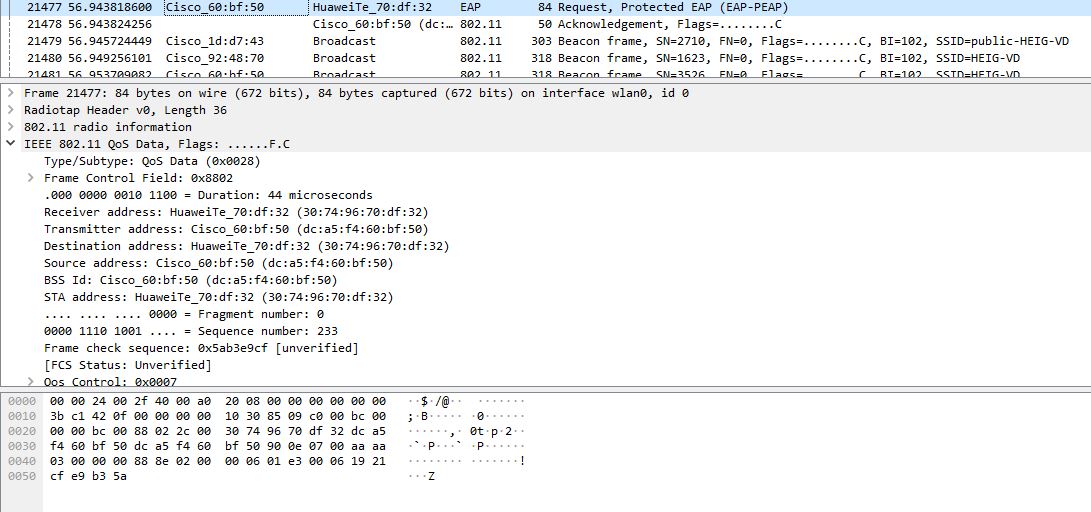 21477 56.943818600 Cisco_60:bf:50 HuaweiTe_70:df:32 EAP 84 Request, Protected EAP (EAP-PEAP)
21478 56.943824256 Cisco_60:bf:50 (dc:… 802.11 50 Acknowledgement, Flags=........C
21479 56.945724449 Cisco_1d:d7:43 Broadcast 802.11 303 Beacon frame, SN=2710, FN=0, Flags=........C, BI=102, SSID=public-HEIG-VD
21480 56.949256101 Cisco_92:48:70 Broadcast 802.11 318 Beacon frame, SN=1623, FN=0, Flags=........C, BI=102, SSID=HEIG-VD
21481 56.953709082 Cisco_60:bf:50 Broadcast 802.11 318 Beacon frame, SN=3526, FN=0, Flags=........C, BI=102, SSID=HEIG-VD
Frame 21477: 84 bytes on wire (672 bits), 84 bytes captured (672 bits) on interface wlan0, id 0
Radiotap Header v0, Length 36
802.11 radio information
IEEE 802.11 QoS Data, Flags: ......F.C
Type/Subtype: QoS Data (0x0028)
Frame Control Field: 0x8802
.000 0000 0010 1100 = Duration: 44 microseconds
Receiver address: HuaweiTe_70:df:32 (30:74:96:70:df:32)
Transmitter address: Cisco_60:bf:50 (dc:a5:f4:60:bf:50)
Destination address: HuaweiTe_70:df:32 (30:74:96:70:df:32)
Source address: Cisco_60:bf:50 (dc:a5:f4:60:bf:50)
BSS Id: Cisco_60:bf:50 (dc:a5:f4:60:bf:50)
STA address: HuaweiTe_70:df:32 (30:74:96:70:df:32)
.... .... .... 0000 = Fragment number: 0
0000 1110 1001 .... = Sequence number: 233
Frame check sequence: 0x5ab3e9cf [unverified]
[FCS Status: Unverified]
Qos Control: 0x0007
0000 00 00 24 00 2f 40 00 a0 20 08 00 00 00 00 00 00 ··$·/@·· ········
0010 3b c1 42 0f 00 00 00 00 10 30 85 09 c0 00 bc 00 ;·B····· ·0······
0020 00 00 bc 00 88 02 2c 00 30 74 96 70 df 32 dc a5 ······,· 0t·p·2··
0030 f4 60 bf 50 dc a5 f4 60 bf 50 90 0e 07 00 aa aa ·`·P···` ·P······
0040 03 00 00 00 88 8e 02 00 00 06 01 e3 00 06 19 21 ········ ·······!
0050 cf e9 b3 5a ···Z